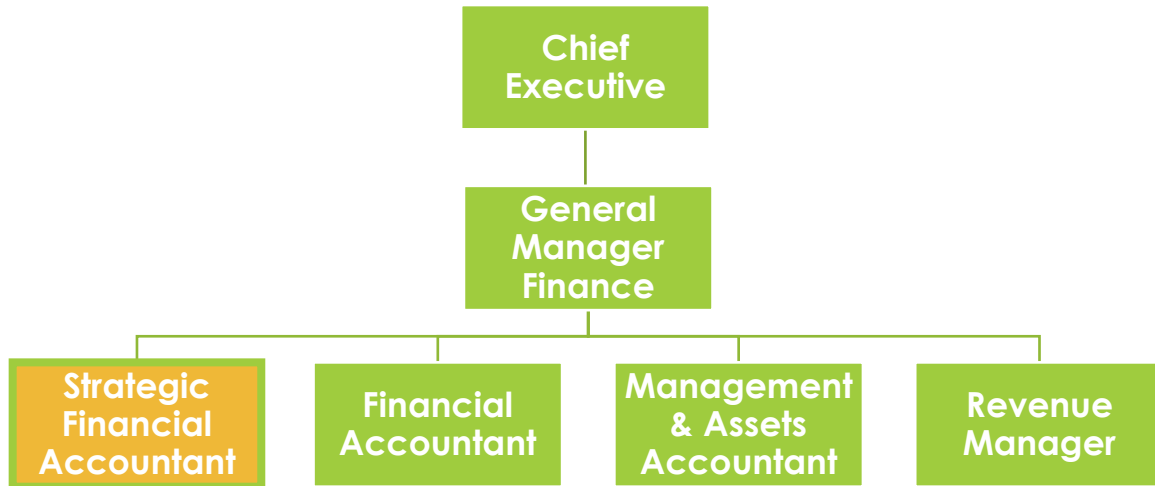 Chief
Executive
General
Manager
Finance
Strategic
Financial
Accountant
Financial
Accountant
Management
& Assets
Accountant
Revenue
Manager